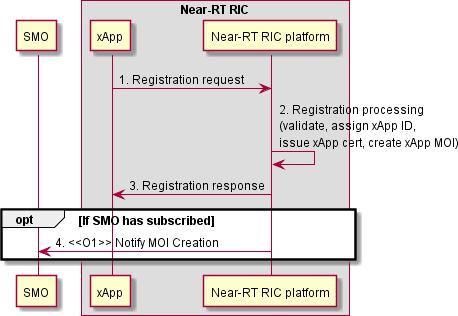 Near-RT RIC
SMO
xApp
Near-RT RIC platform
1. Registration request
2. Registration processing
(validate, assign xApp ID,
issue xApp cert, create xApp MOI)
3. Registration response
opt
[If SMO has subscribed]
4. <<O1>> Notify MOI Creation
SMO
xApp
Near-RT RIC platform